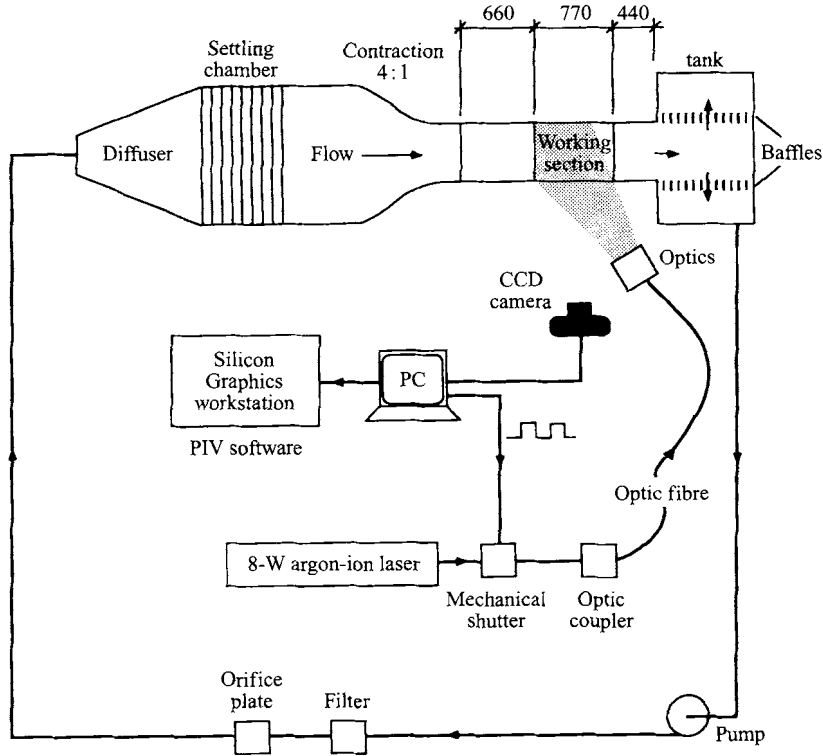 660
770
440
Settling
chamber
Contraction
4 : 1
tank
Diffuser
Flow
Working
section
Baffles
Optics
CCD
camera
Silicon
Graphics
workstation
PC
PIV software
Optic fibre
8-W argon-ion laser
Mechanical
shutter
Optic
coupler
Orifice
plate
Filter
Pump